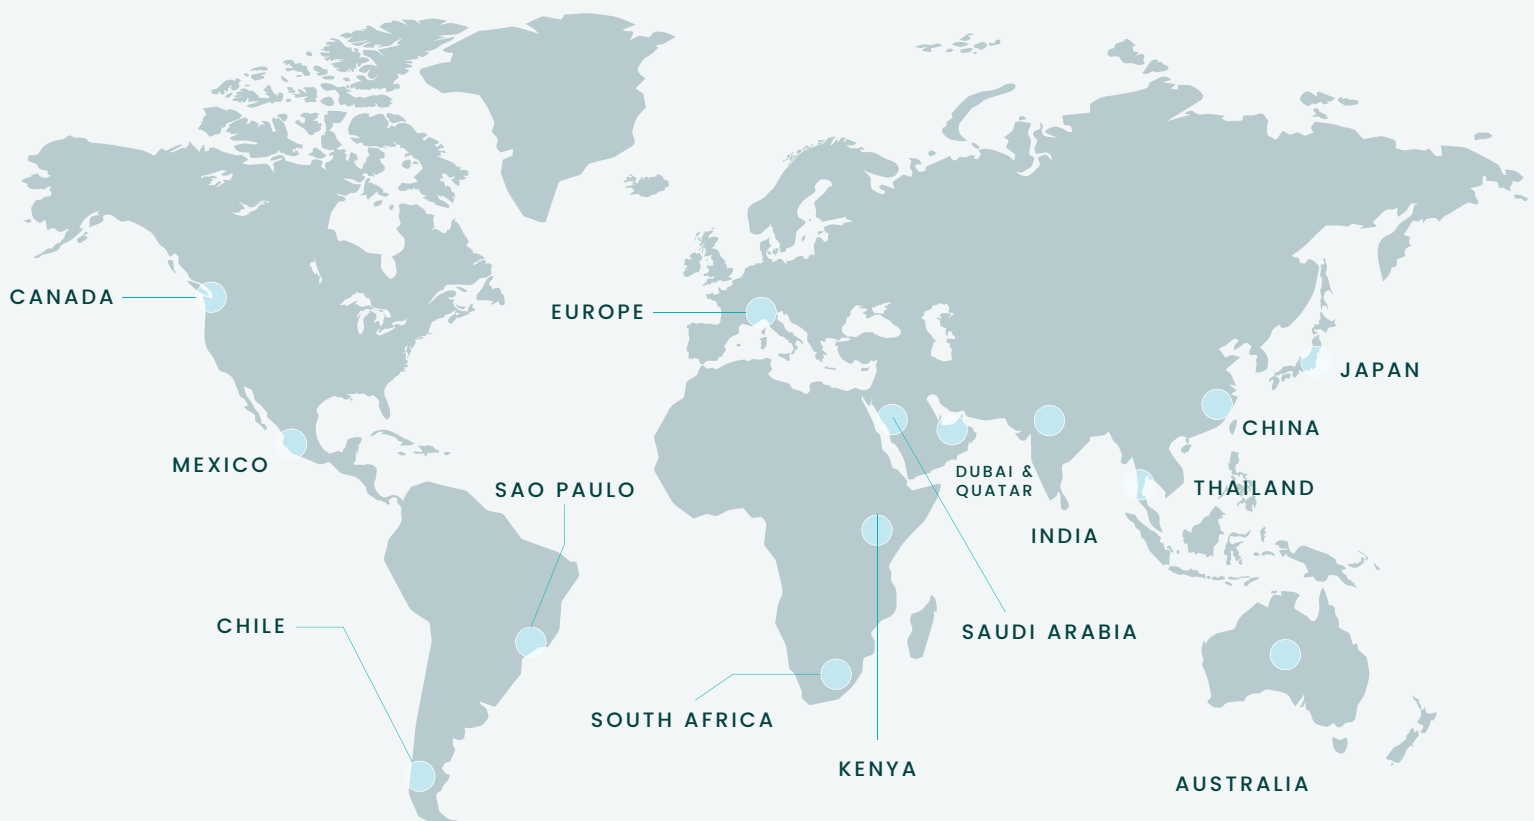 CANADA
EUROPE
JAPAN
CHINA
MEXICO
DUBAI &
QUATAR
SAO PAULO
THAILAND
INDIA
CHILE
SAUDI ARABIA
SOUTH AFRICA
KENYA
AUSTRALIA